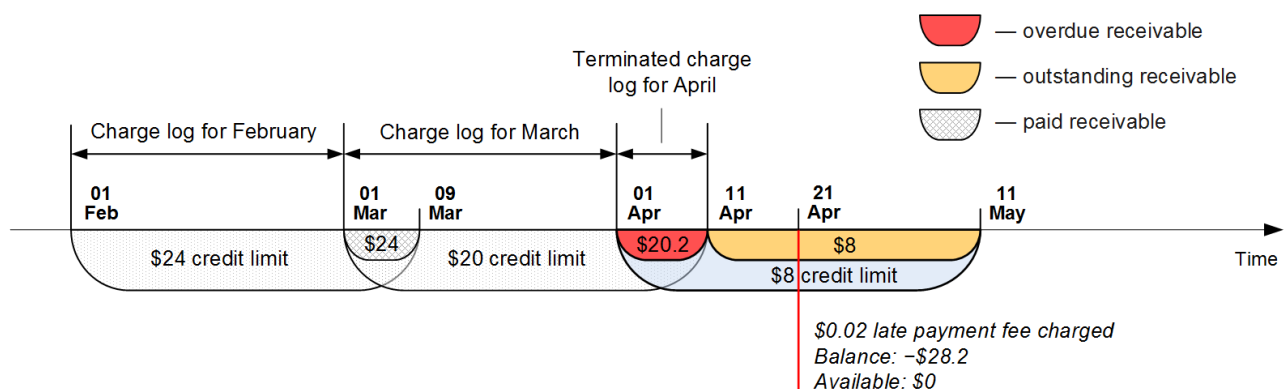 — overdue receivable
— outstanding receivable
— paid receivable
Terminated charge
log for April
Charge log for February
Charge log for March
01
Feb
01
Mar
09
Mar
01
Apr
11
Apr
21
Apr
11
May
$24
$20.2
$8
$24 credit limit
$20 credit limit
$8 credit limit
Time
$0.02 late payment fee charged
Balance: −$28.2
Available: $0